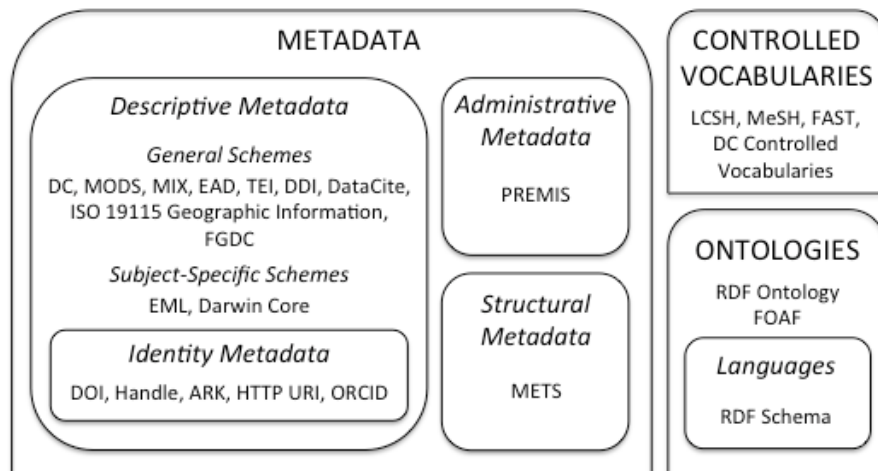 METADATA
Descriptive Metadata
General Schemes
DC, MODS, MIX, EAD, TEI, DDI, DataCite,
ISO 19115 Geographic Information,
FGDC
Subject-Specific Schemes
EML, Darwin Core
Identity Metadata
DOI, Handle, ARK, HTTP URI, ORCID
Administrative
Metadata
PREMIS
Structural
Metadata
METS
CONTROLLED
VOCABULARIES
LCSH, MeSH, FAST,
DC Controlled
Vocabularies
ONTOLOGIES
RDF Ontology
FOAF
Languages
RDF Schema